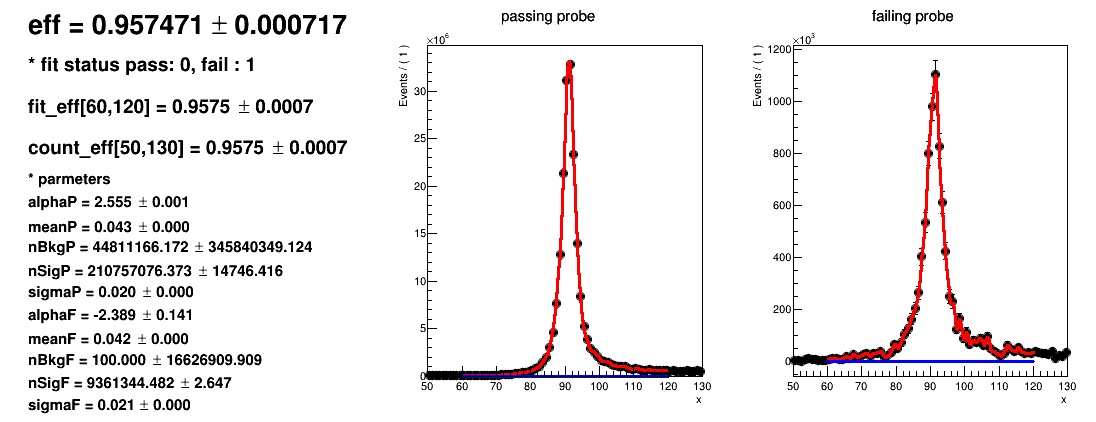 eff = 0.957471 ± 0.000717
* fit status pass: 0, fail : 1
fit_eff[60,120] = 0.9575 ± 0.0007
count_eff[50,130] = 0.9575 ± 0.0007
* parmeters
alphaP = 2.555 ± 0.001
meanP = 0.043 ± 0.000
nBkgP = 44811166.172 ± 345840349.124
nSigP = 210757076.373 ± 14746.416
sigmaP = 0.020 ± 0.000
alphaF = -2.389 ± 0.141
meanF = 0.042 ± 0.000
nBkgF = 100.000 ± 16626909.909
nSigF = 9361344.482 ± 2.647
sigmaF = 0.021 ± 0.000
passing probe
×10⁶
Events / ( 1 )
30
25
20
15
10
5
0
50 60 70 80 90 100 110 120 130
x
failing probe
×10³
Events / ( 1 )
1200
1000
800
600
400
200
0
50 60 70 80 90 100 110 120 130
x